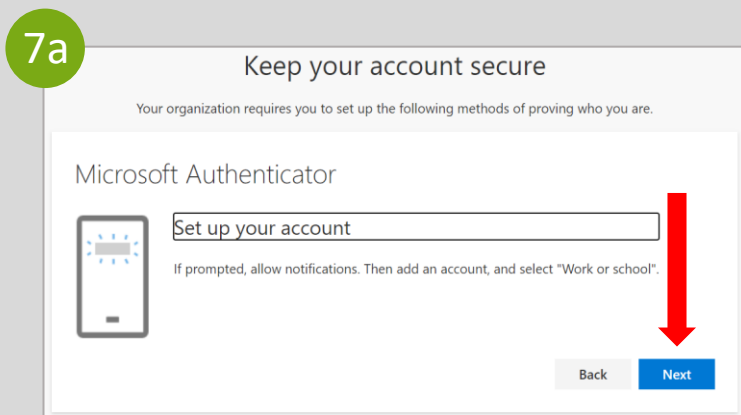 7a
Keep your account secure
Your organization requires you to set up the following methods of proving who you are.
Microsoft Authenticator
Set up your account
If prompted, allow notifications. Then add an account, and select "Work or school".
Back Next